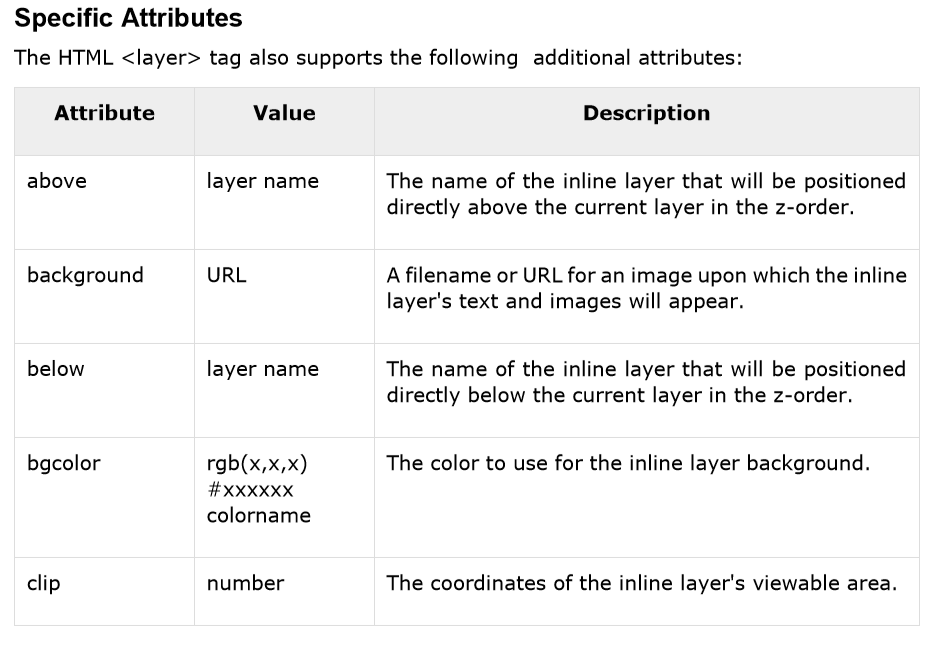 Specific Attributes
The HTML <layer> tag also supports the following  additional attributes:
Attribute Value Description
above layer name The name of the inline layer that will be positioned
directly above the current layer in the z-order.
background URL A filename or URL for an image upon which the inline
layer's text and images will appear.
below layer name The name of the inline layer that will be positioned
directly below the current layer in the z-order.
bgcolor rgb(x,x,x) The color to use for the inline layer background.
#xxxxxx
colorname
clip number The coordinates of the inline layer's viewable area.